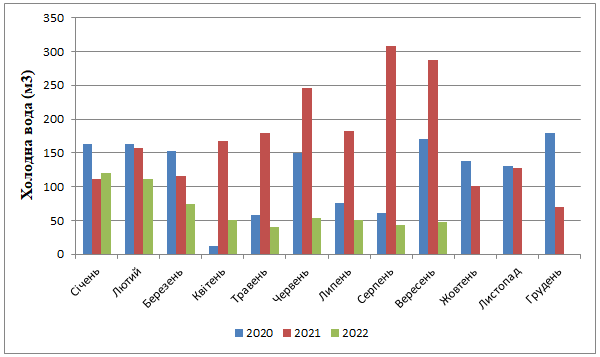 Холодна вода (м3)
350
300
250
200
150
100
50
0
Січень
Лютий
Березень
Квітень
Травень
Червень
Липень
Серпень
Вересень
Жовтень
Листопад
Грудень
2020 2021 2022